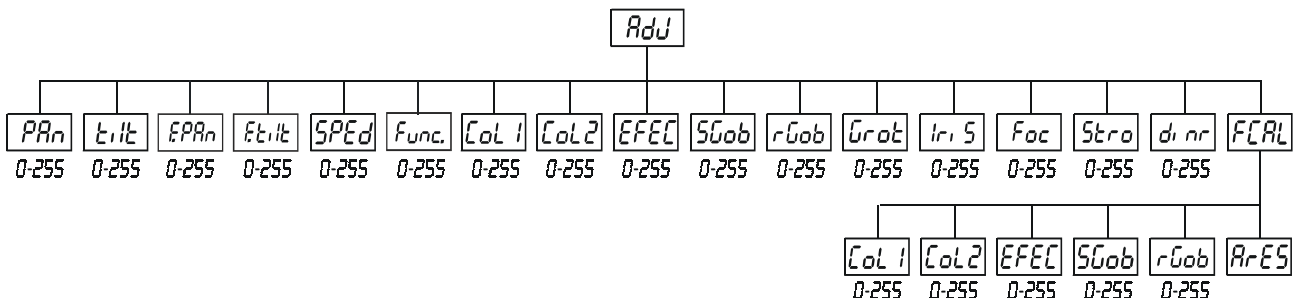 AdJ
PAn tilt F.PAn F.tilt SPEd Func. CoL 1 CoL2 EFEC SGob rGob Grot Iri S Foc Stro di nr FCAL
0-255 0-255 0-255 0-255 0-255 0-255 0-255 0-255 0-255 0-255 0-255 0-255 0-255 0-255 0-255 0-255
CoL 1 CoL2 EFEC SGob rGob ArES
0-255 0-255 0-255 0-255 0-255